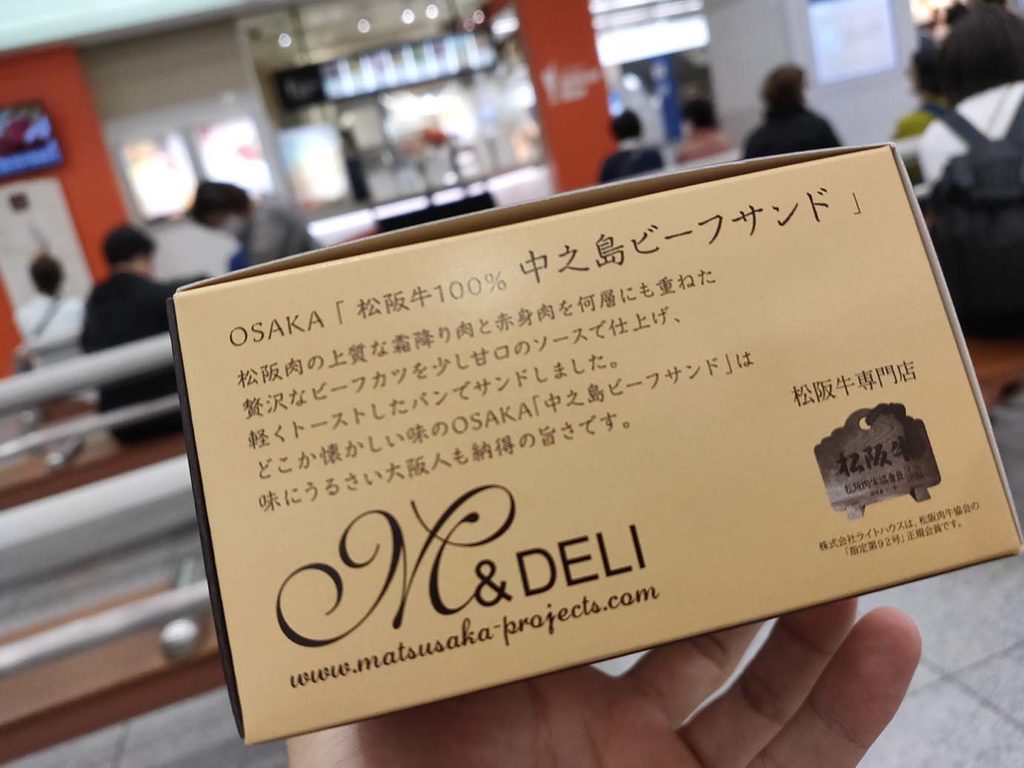 OSAKA「 松阪牛100% 中之島ビーフサンド 」
松阪肉の上質な霜降り肉と赤身肉を何層にも重ねた
贅沢なビーフカツを少し甘口のソースで仕上げ、
軽くトーストしたパンでサンドしました。
どこか懐かしい味のOSAKA「中之島ビーフサンド」は
味にうるさい大阪人も納得の旨さです。
M & DELI
www.matsusaka-projects.com
松阪牛専門店
松阪牛
松阪肉牛協会会員
株式会社ライトハウスは、松阪肉牛協会の
「指定第92号」正規会員です。